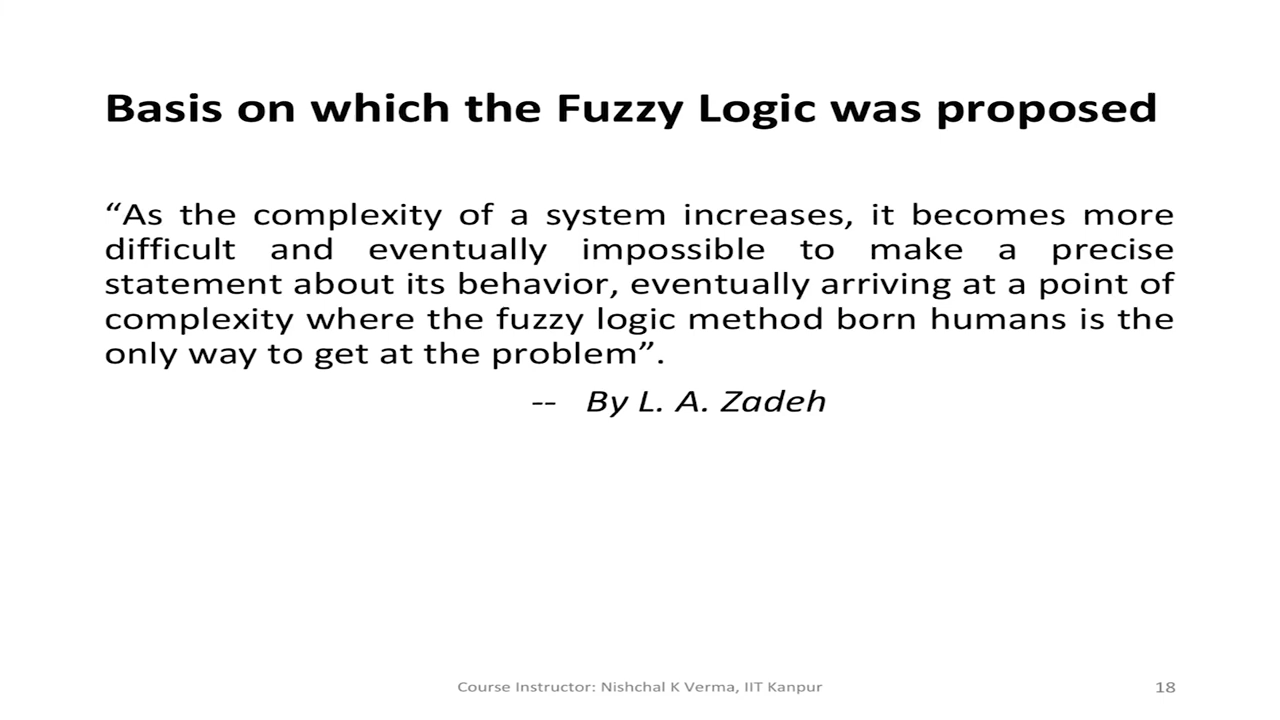 Basis on which the Fuzzy Logic was proposed
“As the complexity of a system increases, it becomes more
difficult and eventually impossible to make a precise
statement about its behavior, eventually arriving at a point of
complexity where the fuzzy logic method born humans is the
only way to get at the problem”.
-- By L. A. Zadeh
Course Instructor: Nishchal K Verma, IIT Kanpur
18